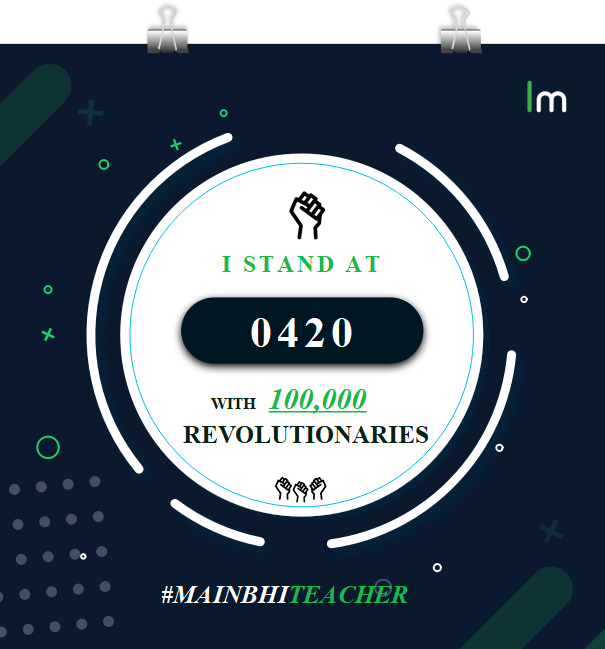 lm
I STAND AT
0420
WITH 100,000
REVOLUTIONARIES
#MAINBHITEACHER